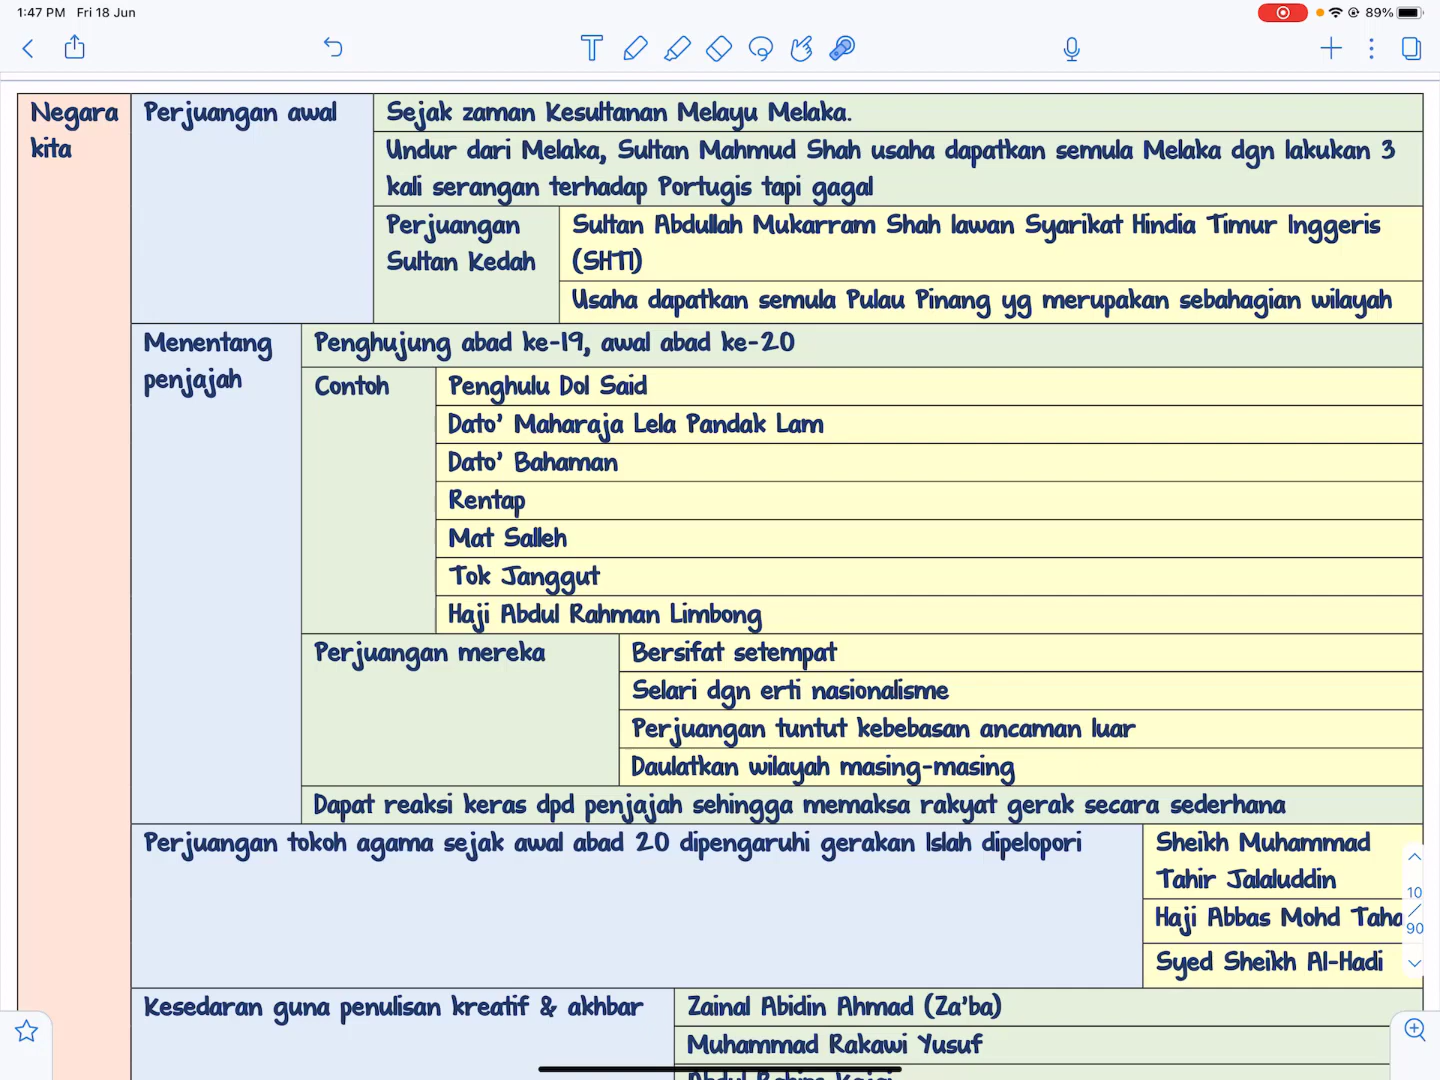 1:47 PM Fri 18 Jun
89%
Negara
kita
Perjuangan awal
Sejak zaman Kesultanan Melayu Melaka.
Undur dari Melaka, Sultan Mahmud Shah usaha dapatkan semula Melaka dgn lakukan 3
kali serangan terhadap Portugis tapi gagal
Perjuangan
Sultan Kedah
Sultan Abdullah Mukarram Shah lawan Syarikat Hindia Timur Inggeris
(SHTI)
Usaha dapatkan semula Pulau Pinang yg merupakan sebahagian wilayah
Menentang
penjajah
Penghujung abad ke-19, awal abad ke-20
Contoh
Penghulu Dol Said
Dato' Maharaja Lela Pandak Lam
Dato' Bahaman
Rentap
Mat Salleh
Tok Janggut
Haji Abdul Rahman Limbong
Perjuangan mereka
Bersifat setempat
Selari dgn erti nasionalisme
Perjuangan tuntut kebebasan ancaman luar
Daulatkan wilayah masing-masing
Dapat reaksi keras dpd penjajah sehingga memaksa rakyat gerak secara sederhana
Perjuangan tokoh agama sejak awal abad 20 dipengaruhi gerakan Islah dipelopori
Sheikh Muhammad
Tahir Jalaluddin
Haji Abbas Mohd Taha
Syed Sheikh Al-Hadi
10
/
90
Kesedaran guna penulisan kreatif & akhbar
Zainal Abidin Ahmad (Za'ba)
Muhammad Rakawi Yusuf